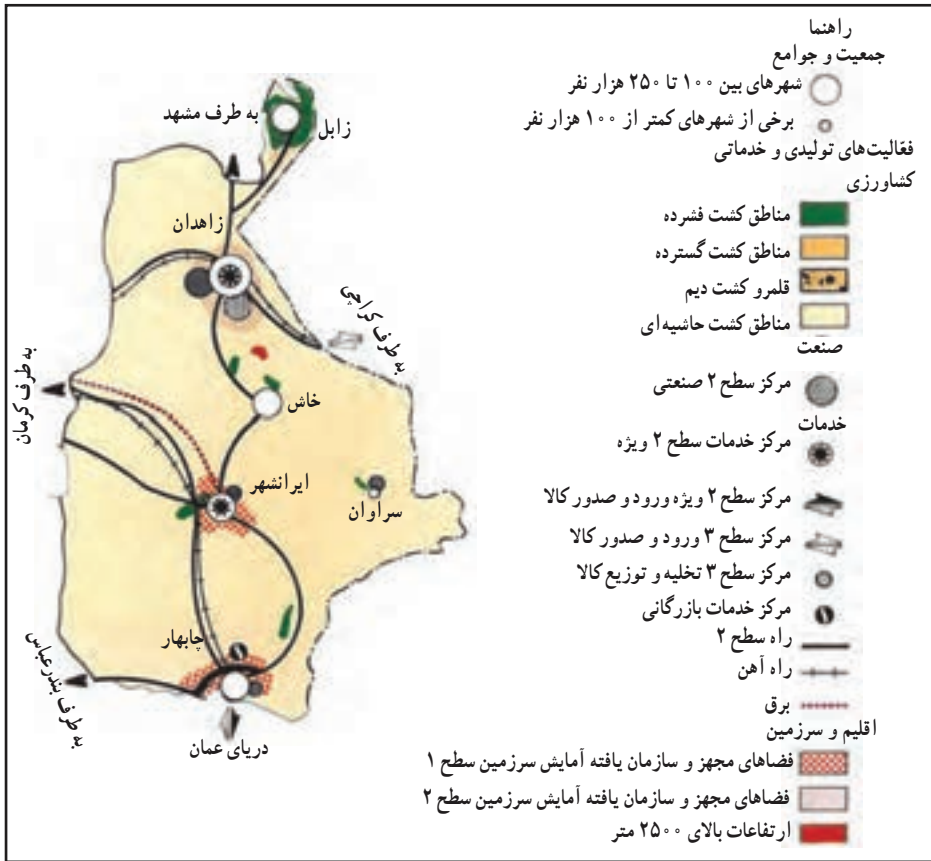 راهنما
جمعیت و جوامع
شهرهای بین ۱۰۰ تا ۲۵۰ هزار نفر
برخی از شهرهای کمتر از ۱۰۰ هزار نفر
فعّالیت‌های تولیدی و خدماتی
کشاورزی
مناطق کشت فشرده
مناطق کشت گسترده
قلمرو کشت دیم
مناطق کشت حاشیه‌ای
صنعت
مرکز سطح ۲ صنعتی
خدمات
مرکز خدمات سطح ۲ ویژه
مرکز سطح ۲ ویژه ورود و صدور کالا
مرکز سطح ۳ ورود و صدور کالا
مرکز سطح ۳ تخلیه و توزیع کالا
مرکز خدمات بازرگانی
راه سطح ۲
راه آهن
برق
اقلیم و سرزمین
فضاهای مجهز و سازمان یافته آمایش سرزمین سطح ۱
فضاهای مجهز و سازمان یافته آمایش سرزمین سطح ۲
ارتفاعات بالای ۲۵۰۰ متر
به طرف مشهد
زابل
زاهدان
به طرف کراچی
به طرف کرمان
خاش
ایرانشهر
سراوان
چابهار
به طرف بندرعباس
دریای عمان